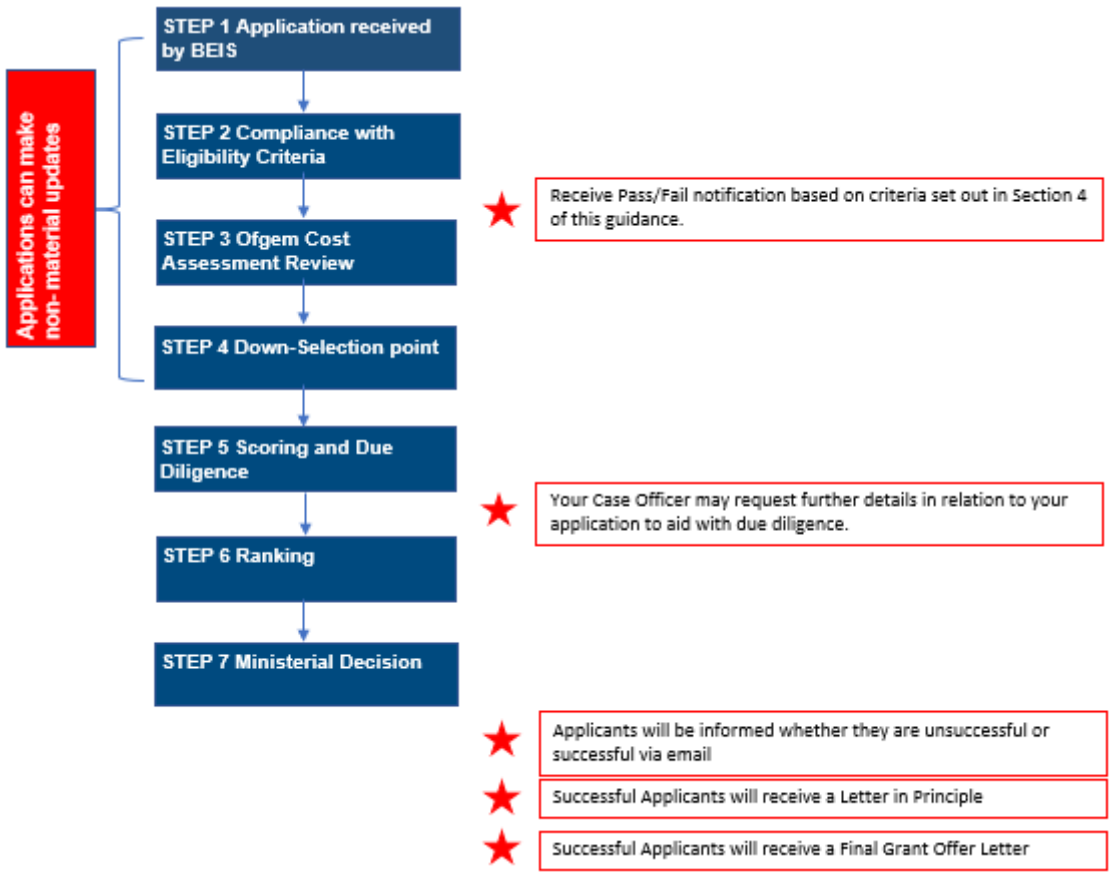 Applications can make
non- material updates
STEP 1 Application received
by BEIS
STEP 2 Compliance with
Eligibility Criteria
Receive Pass/Fail notification based on criteria set out in Section 4
of this guidance.
STEP 3 Ofgem Cost
Assessment Review
STEP 4 Down-Selection point
STEP 5 Scoring and Due
Diligence
Your Case Officer may request further details in relation to your
application to aid with due diligence.
STEP 6 Ranking
STEP 7 Ministerial Decision
Applicants will be informed whether they are unsuccessful or
successful via email
Successful Applicants will receive a Letter in Principle
Successful Applicants will receive a Final Grant Offer Letter